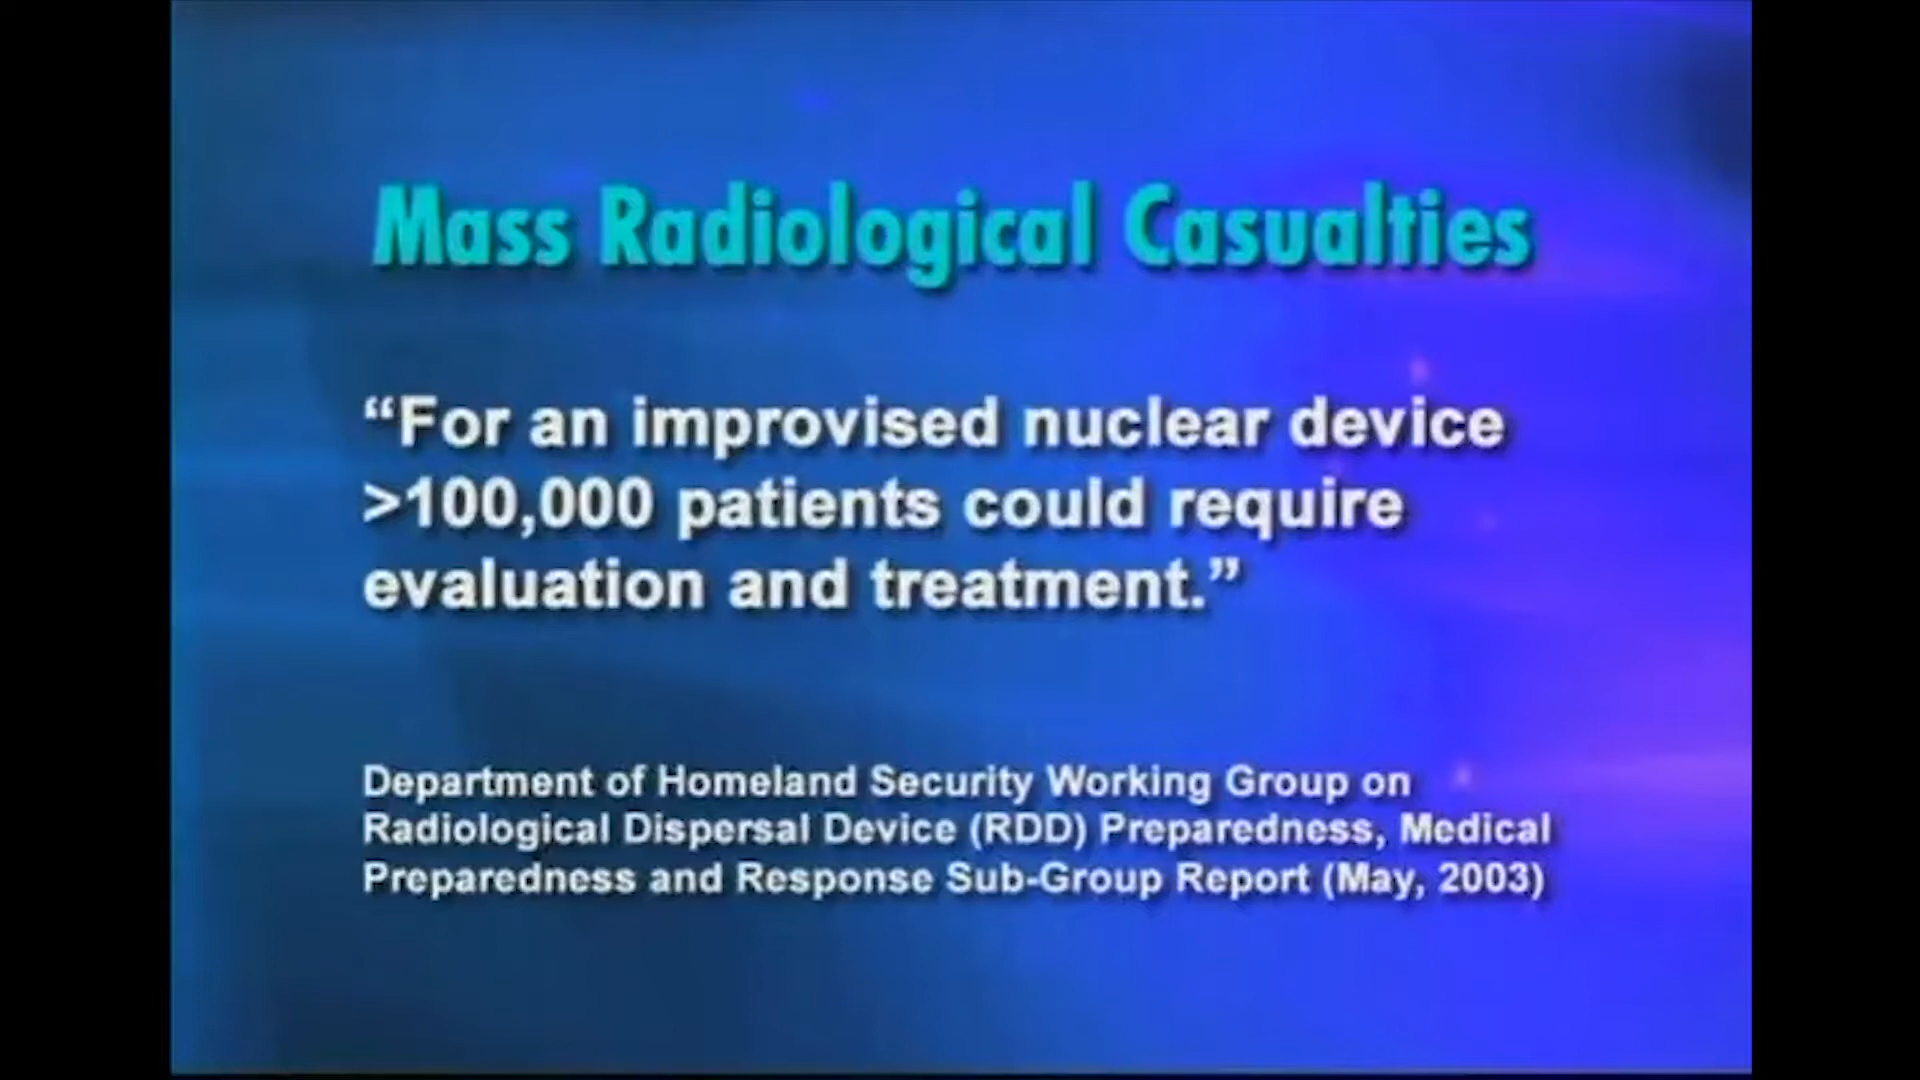 Mass Radiological Casualties
“For an improvised nuclear device
>100,000 patients could require
evaluation and treatment.”
Department of Homeland Security Working Group on
Radiological Dispersal Device (RDD) Preparedness, Medical
Preparedness and Response Sub-Group Report (May, 2003)